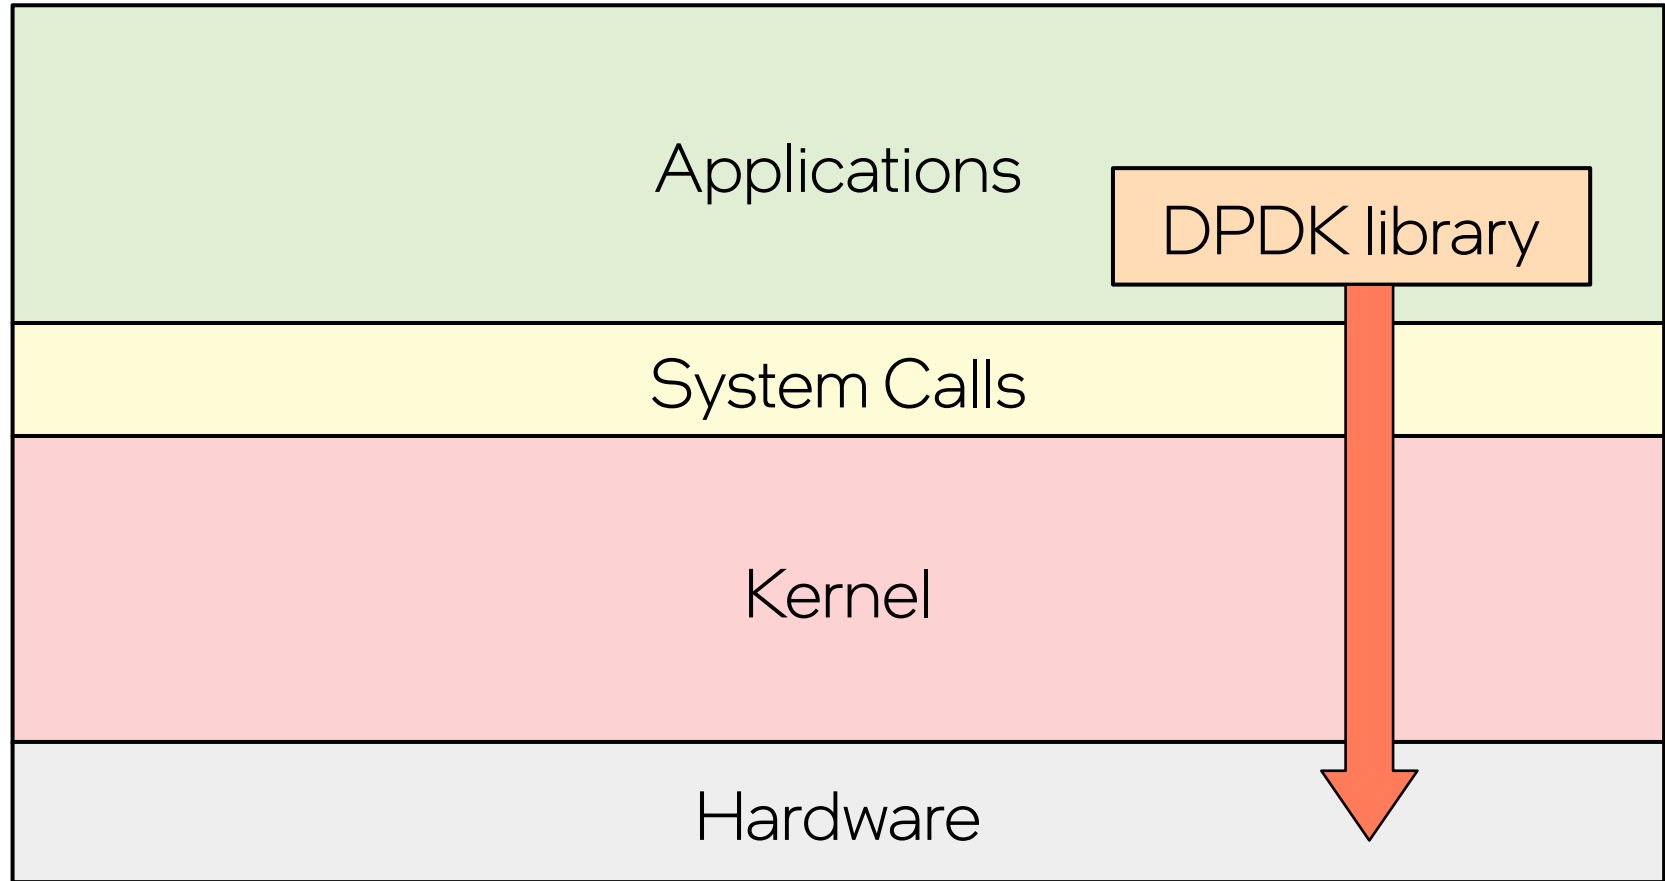 Applications
DPDK library
System Calls
Kernel
Hardware